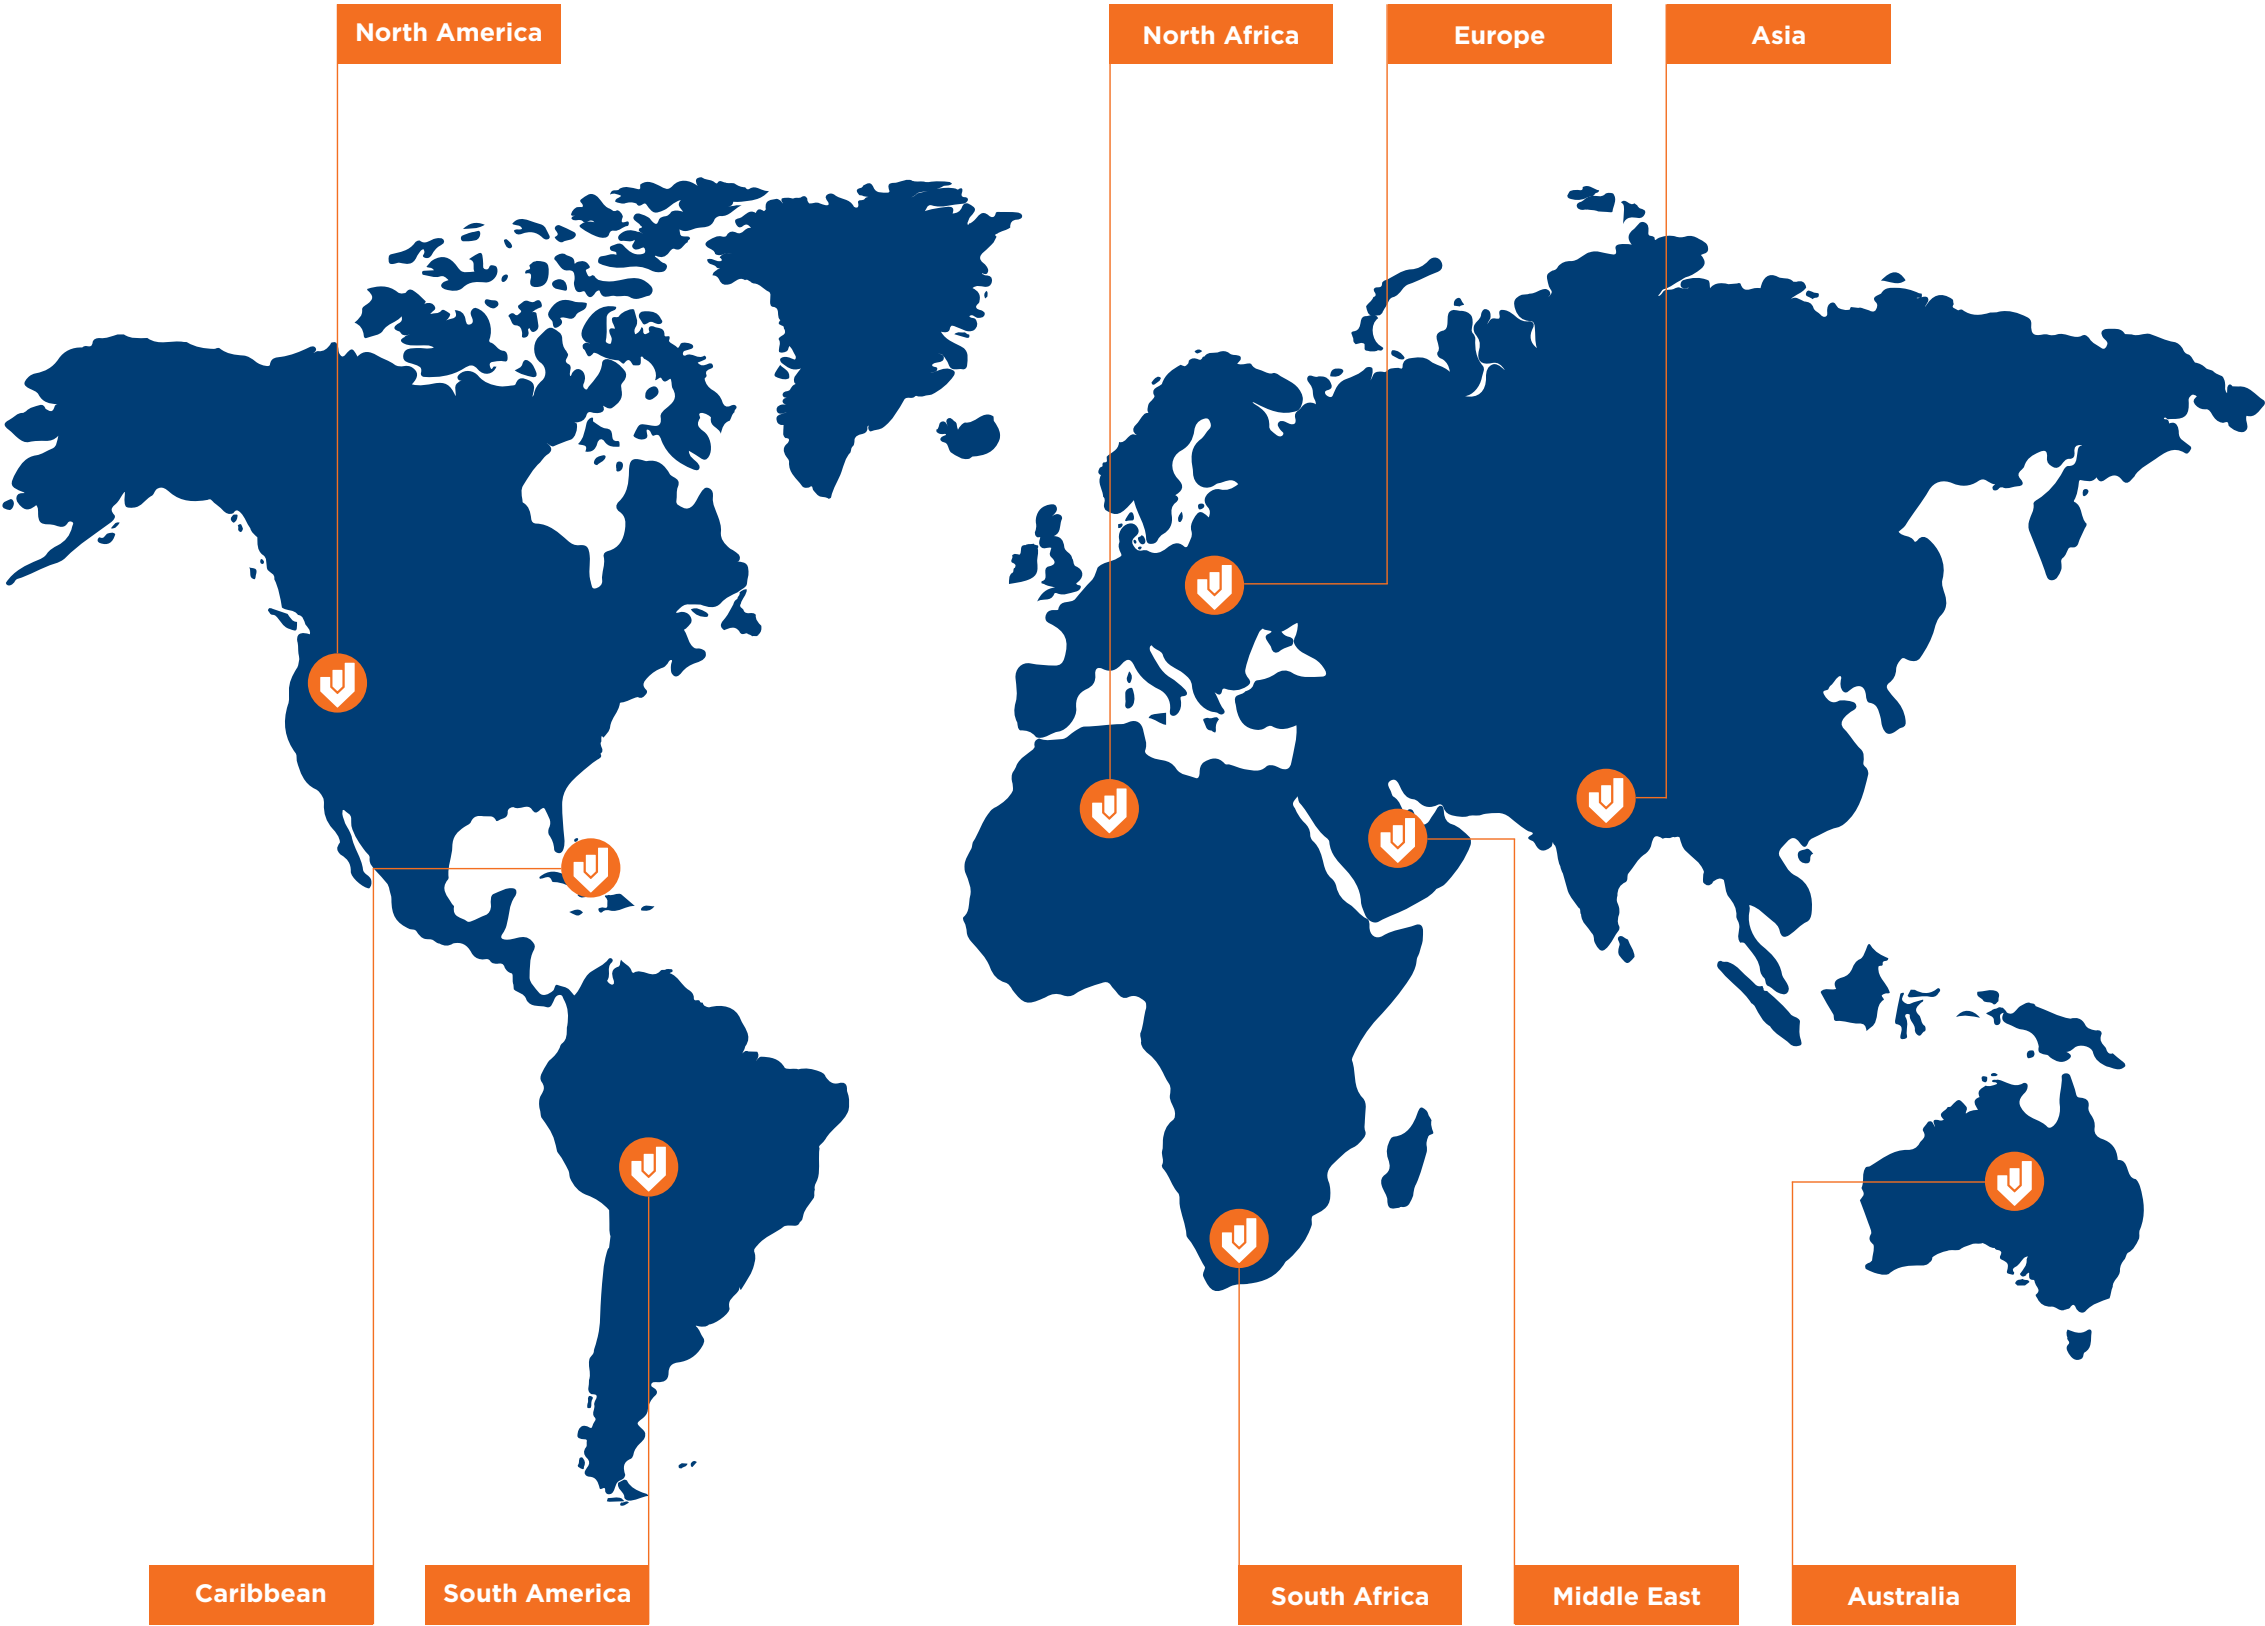 North America
North Africa
Europe
Asia
Caribbean
South America
South Africa
Middle East
Australia